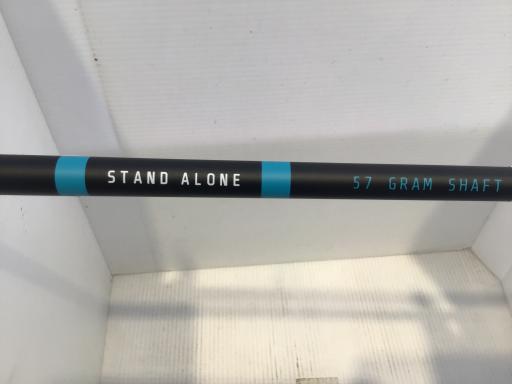 STAND ALONE 57 GRAM SHAFT